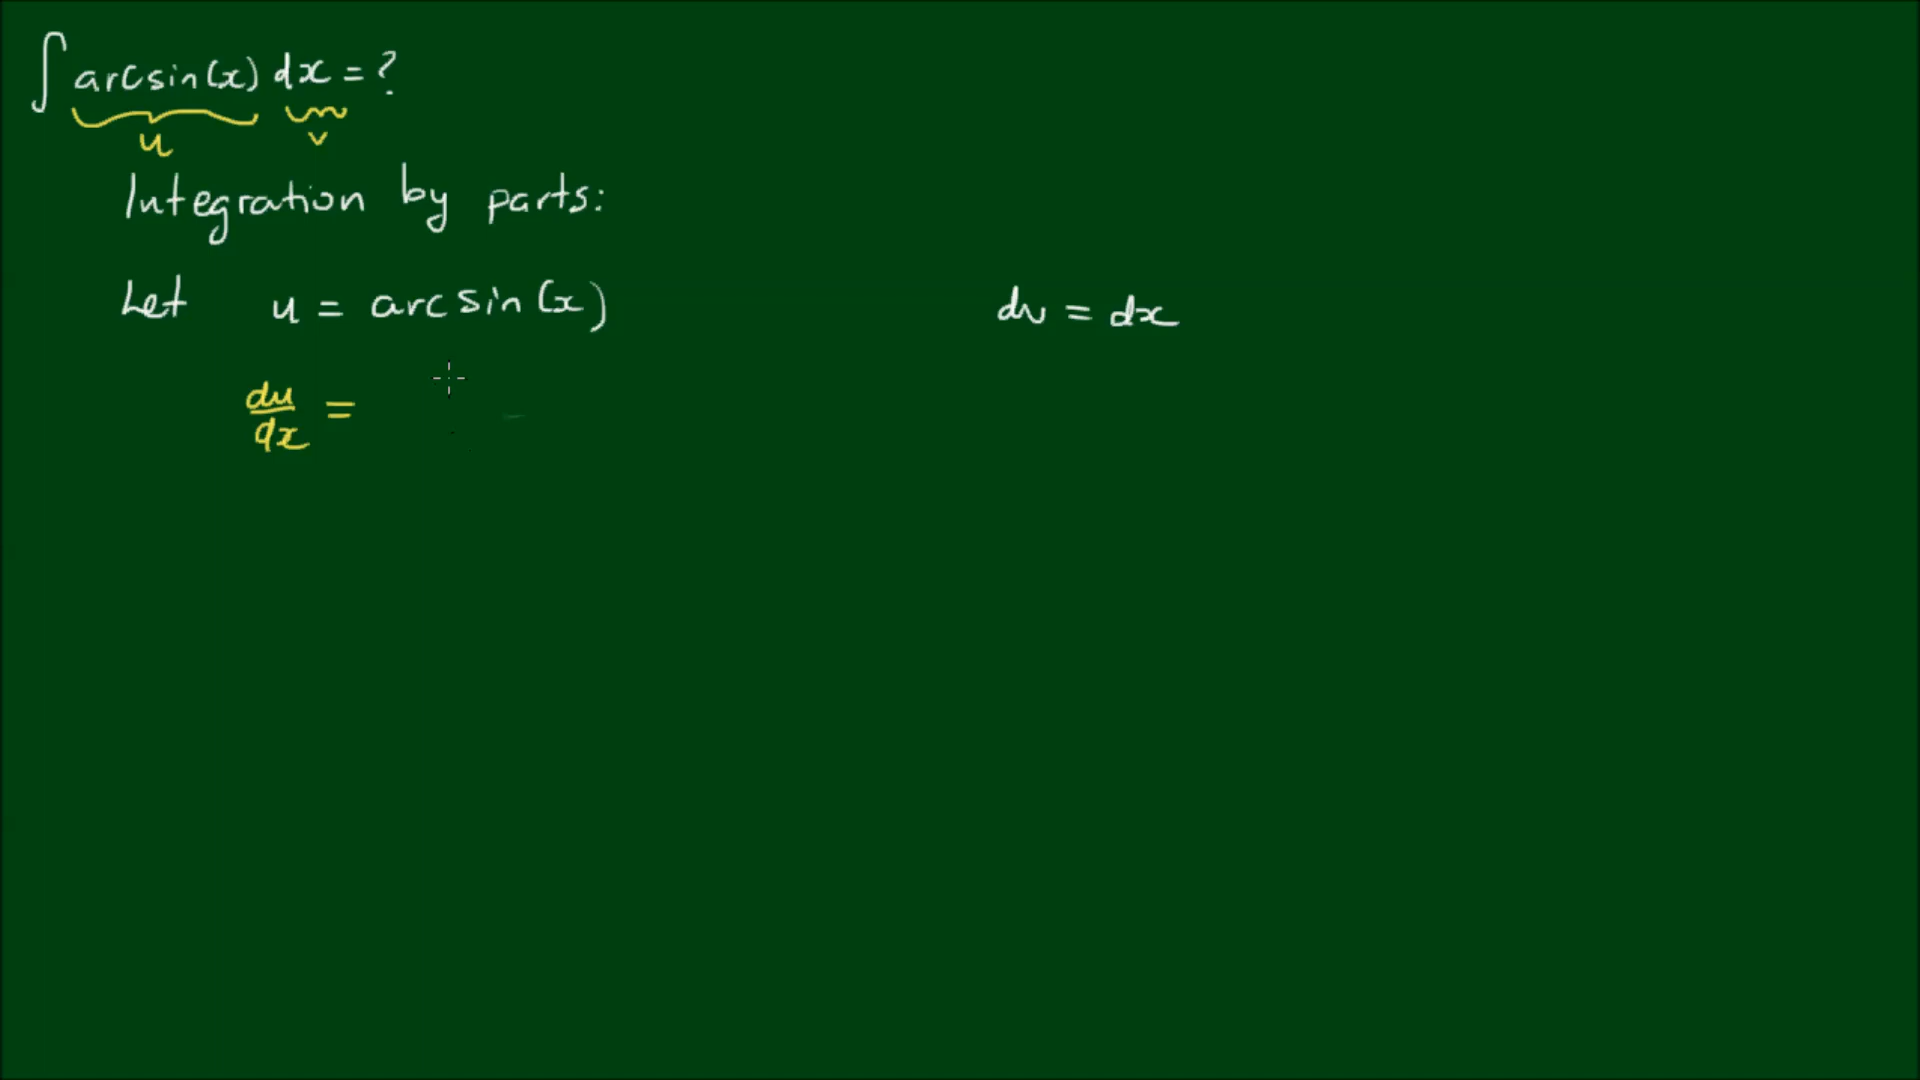 ∫ arcsin(x) dx = ?
u v
Integration by parts:
Let u = arcsin(x) dv = dx
du/dx =